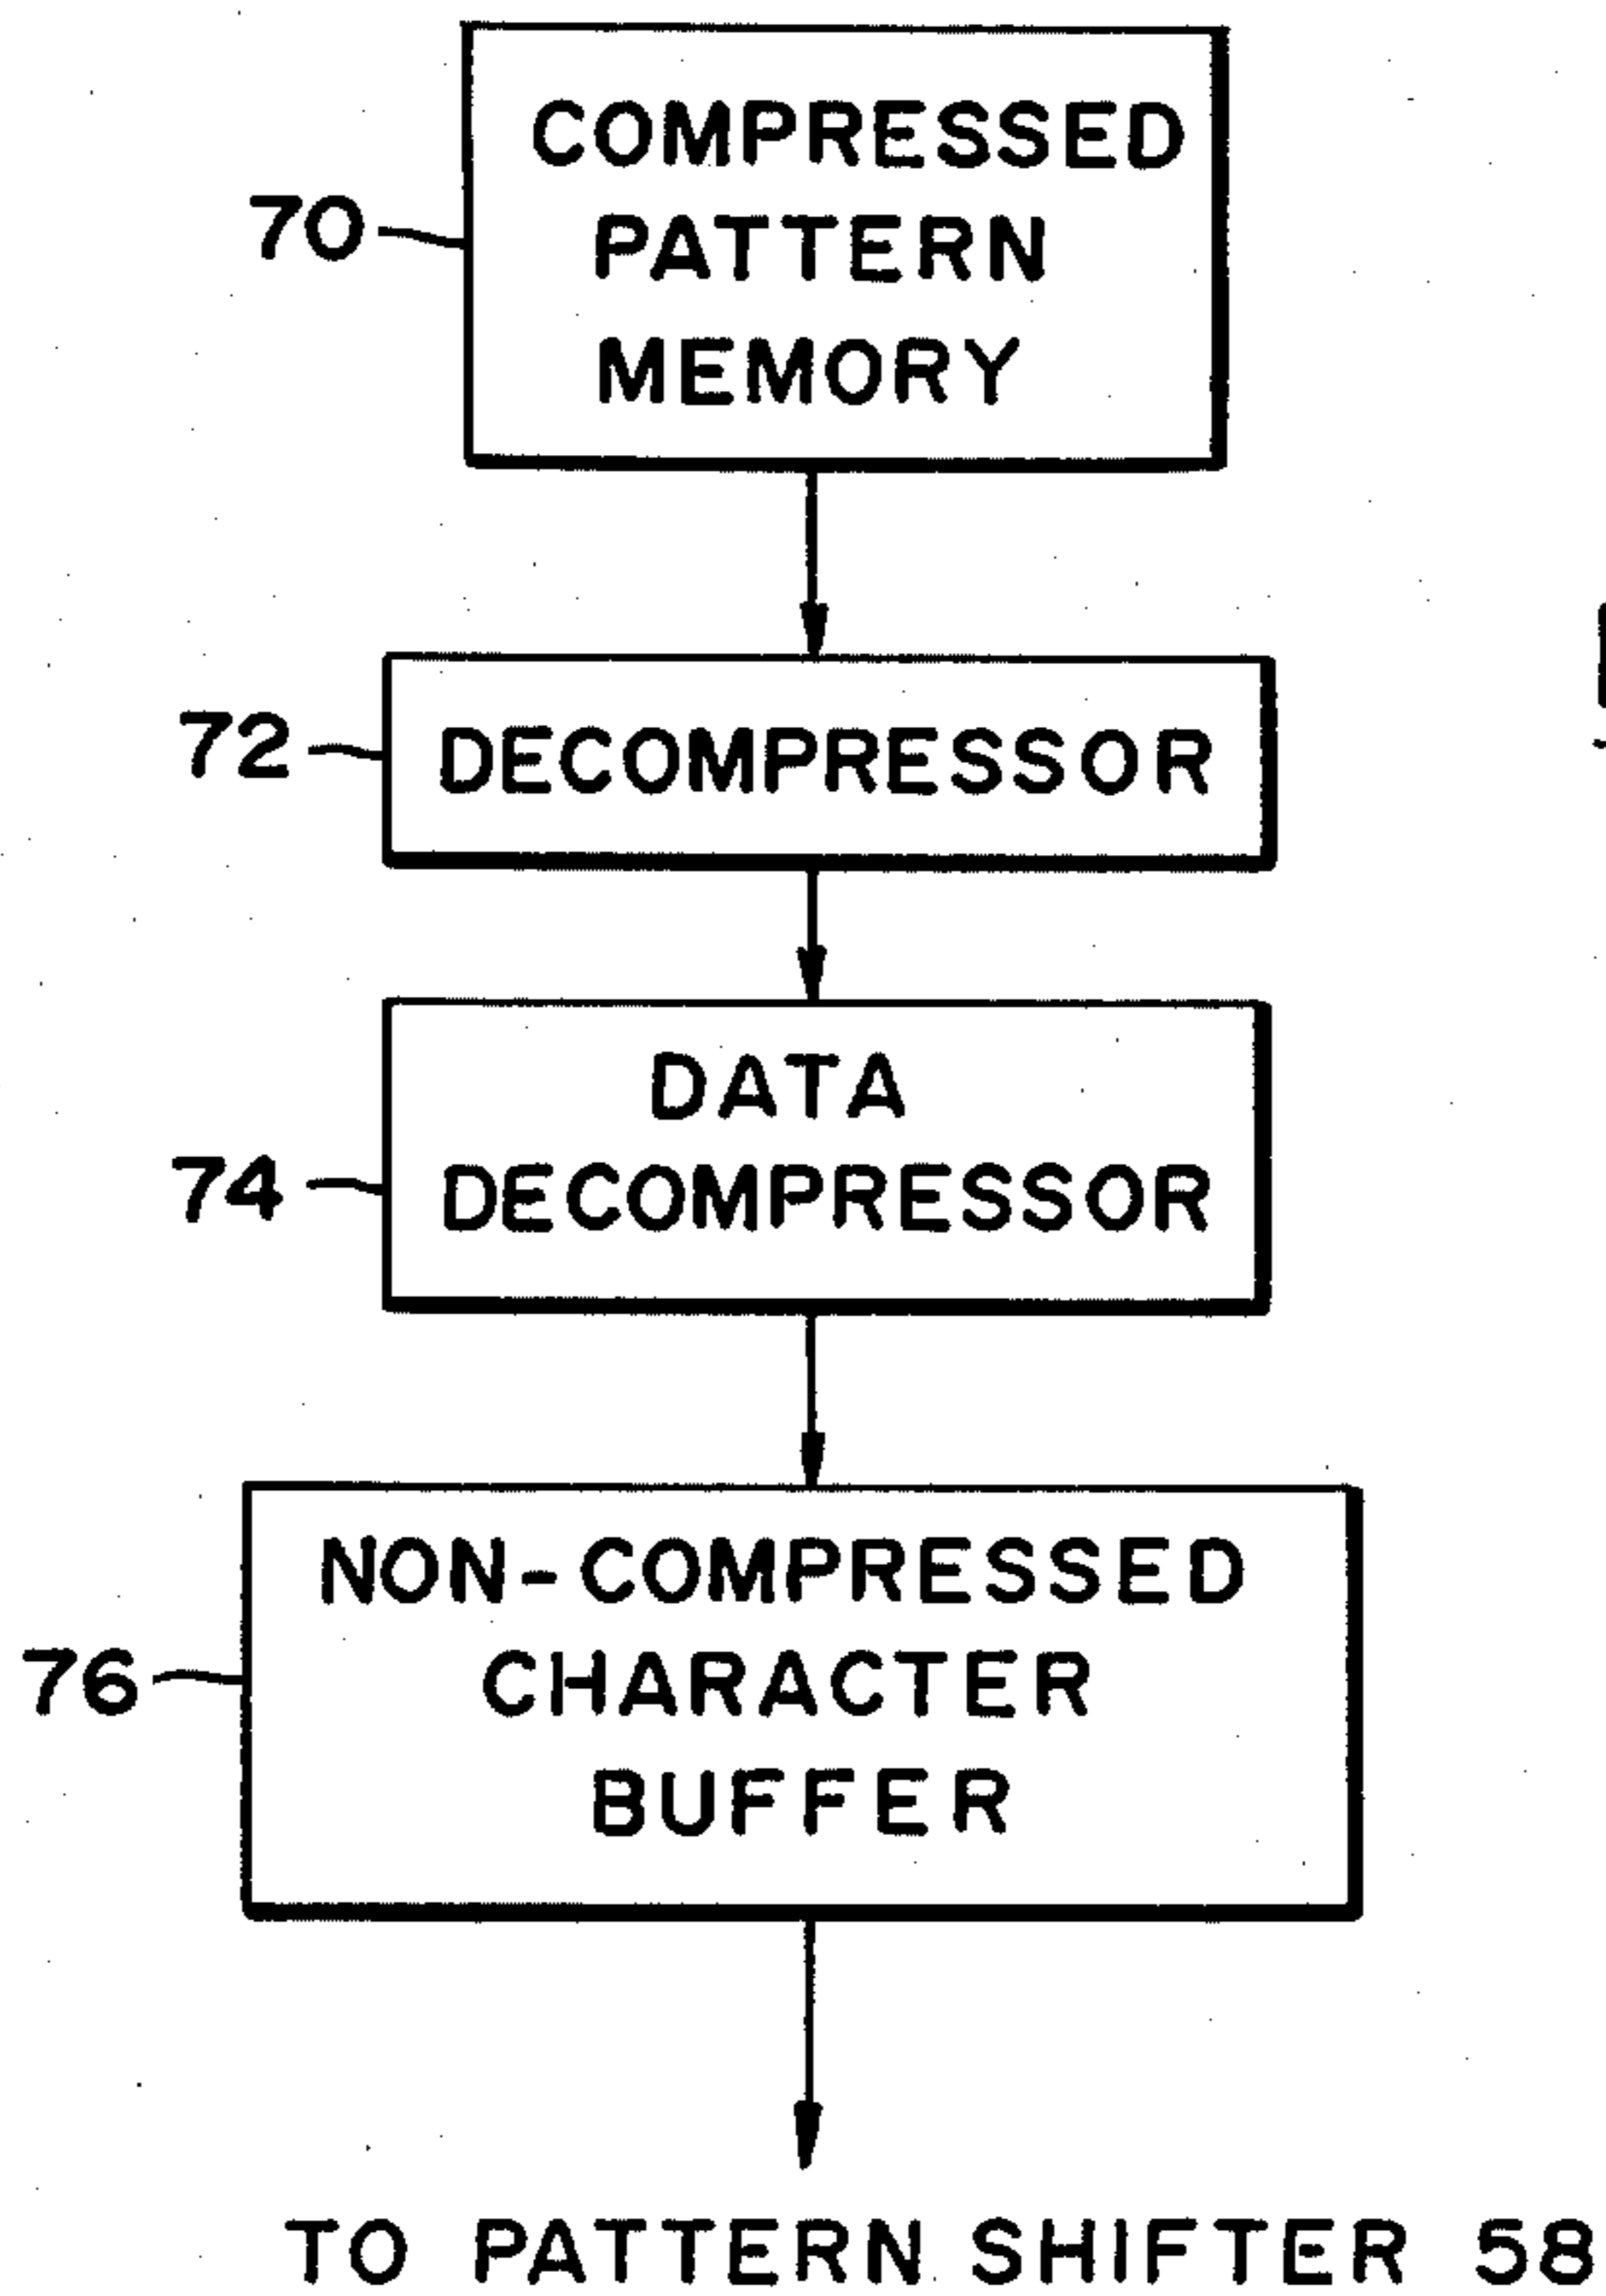 COMPRESSED
70
PATTERN
MEMORY
72
DECOMPRESSOR
DATA
74
DECOMPRESSOR
NON-COMPRESSED
76
CHARACTER
BUFFER
TO PATTERN SHIFTER 58